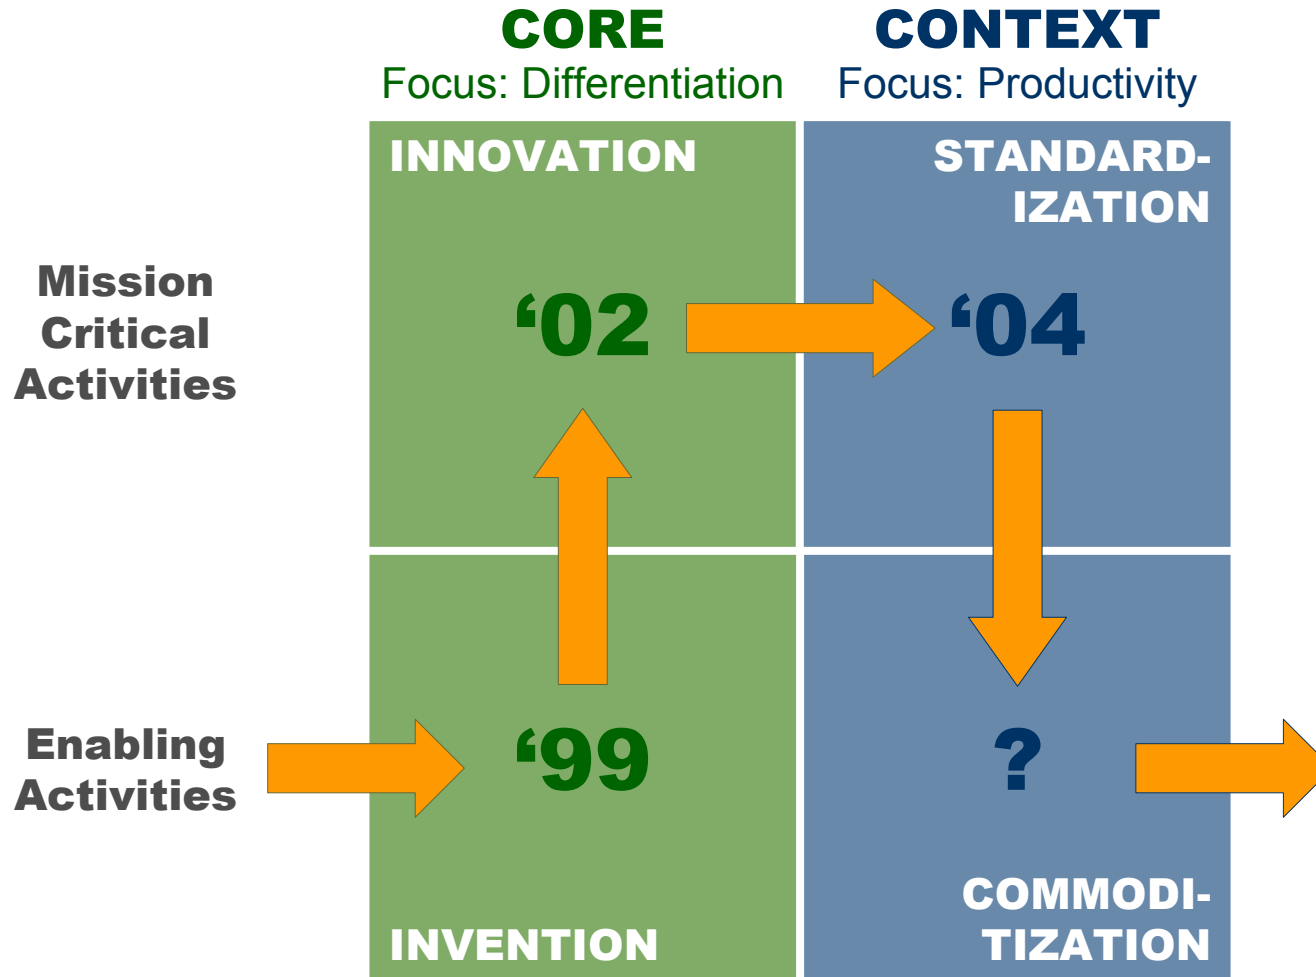 CORE
Focus: Differentiation
CONTEXT
Focus: Productivity
INNOVATION
STANDARD-
IZATION
Mission
Critical
Activities
‘02
‘04
Enabling
Activities
‘99
?
INVENTION
COMMODI-
TIZATION